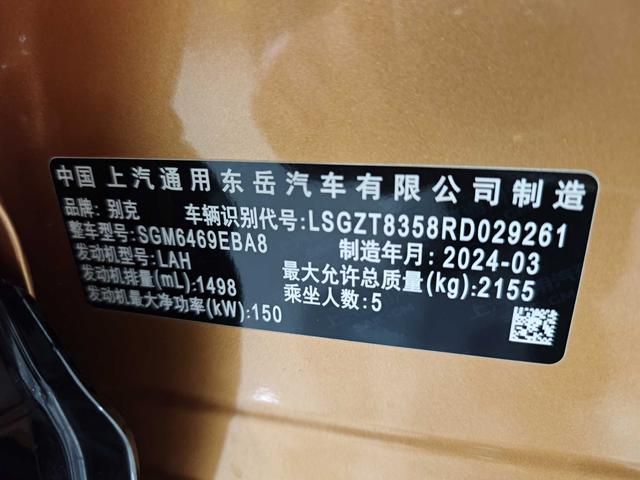 中国 上汽通用东岳汽车有限公司制造
品牌: 别克 车辆识别代号:LSGZT8358RD029261
整车型号:SGM6469EBA8 制造年月:2024-03
发动机型号:LAH
发动机排量(mL):1498 最大允许总质量(kg):2155
发动机最大净功率(kW):150 乘坐人数:5